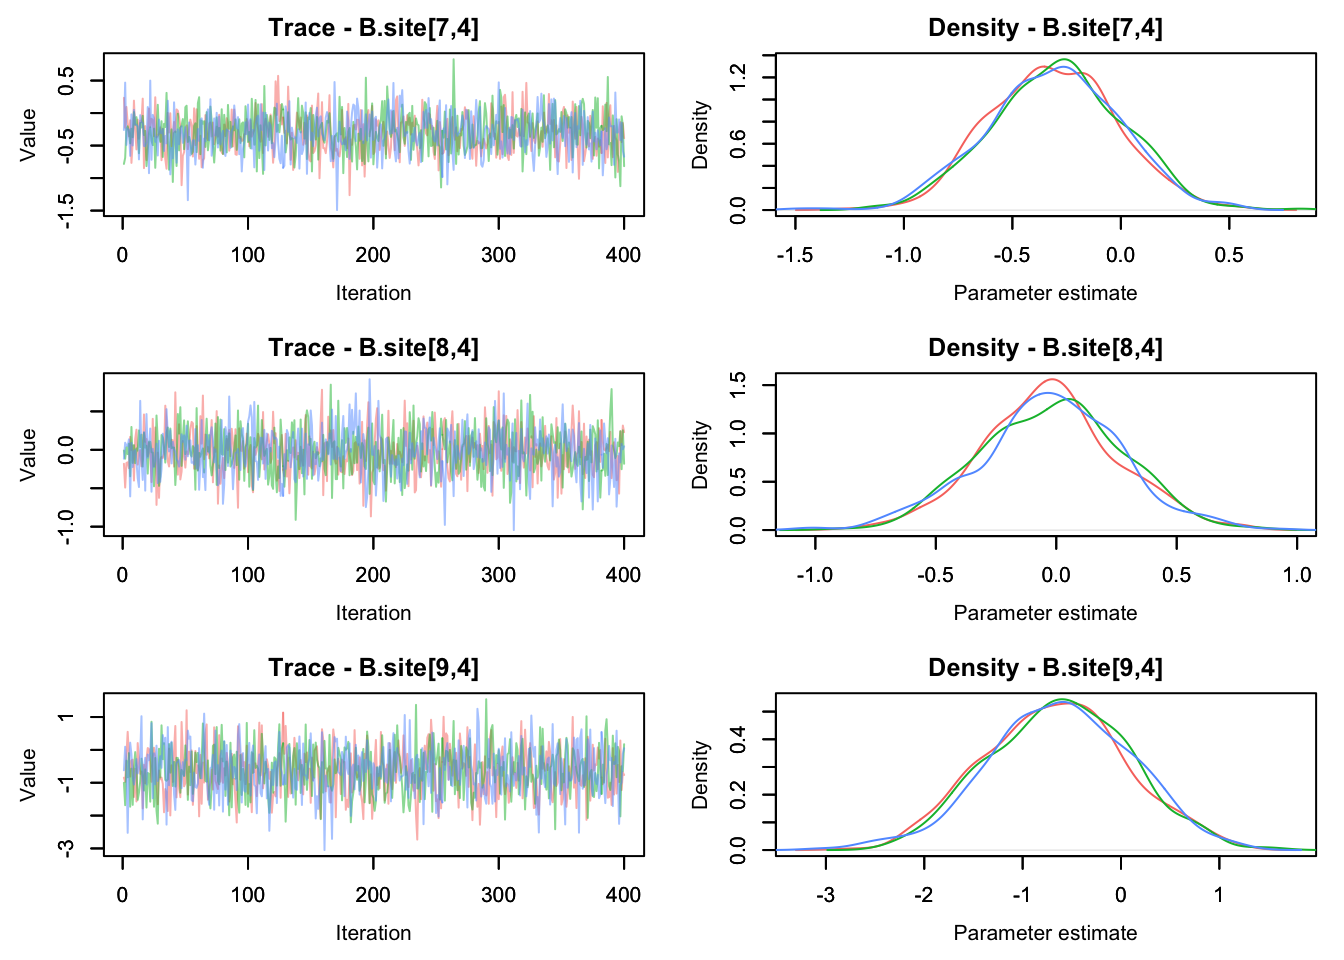 Trace - B.site[7,4]
Value
0.5
-0.5
-1.5
0 100 200 300 400
Iteration
Density - B.site[7,4]
Density
1.2
0.6
0.0
-1.5 -1.0 -0.5 0.0 0.5
Parameter estimate
Trace - B.site[8,4]
Value
0.0
-1.0
0 100 200 300 400
Iteration
Density - B.site[8,4]
Density
1.5
1.0
0.5
0.0
-1.0 -0.5 0.0 0.5 1.0
Parameter estimate
Trace - B.site[9,4]
Value
1
-1
-3
0 100 200 300 400
Iteration
Density - B.site[9,4]
Density
0.4
0.2
0.0
-3 -2 -1 0 1
Parameter estimate